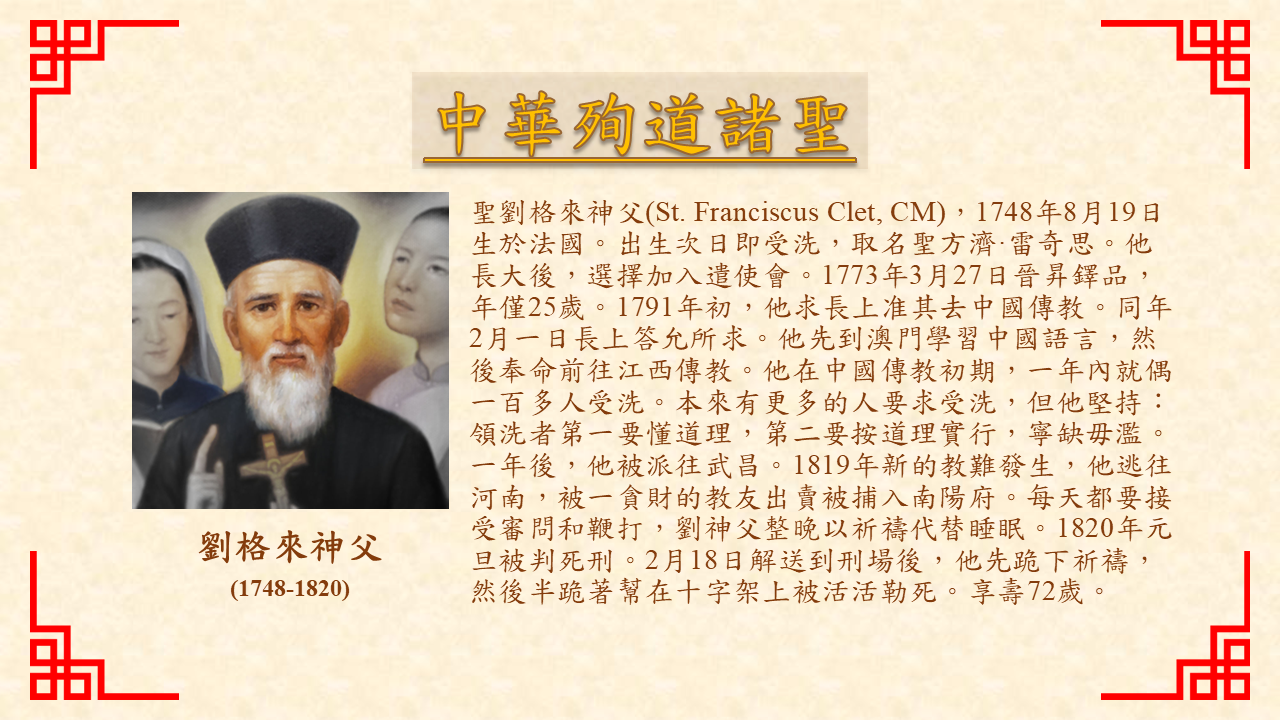 中華殉道諸聖
聖劉格來神父(St. Franciscus Clet, CM)，1748年8月19日
生於法國。出生次日即受洗，取名聖方濟·雷奇思。他
長大後，選擇加入遣使會。1773年3月27日晉昇鐸品，
年僅25歲。1791年初，他求長上准其去中國傳教。同年
2月一日長上答允所求。他先到澳門學習中國語言，然
後奉命前往江西傳教。他在中國傳教初期，一年內就偶
一百多人受洗。本來有更多的人要求受洗，但他堅持：
領洗者第一要懂道理，第二要按道理實行，寧缺毋濫。
一年後，他被派往武昌。1819年新的教難發生，他逃往
河南，被一貪財的教友出賣被捕入南陽府。每天都要接
受審問和鞭打，劉神父整晚以祈禱代替睡眠。1820年元
旦被判死刑。2月18日解送到刑場後，他先跪下祈禱，
然後半跪著幫在十字架上被活活勒死。享壽72歲。
劉格來神父
(1748-1820)